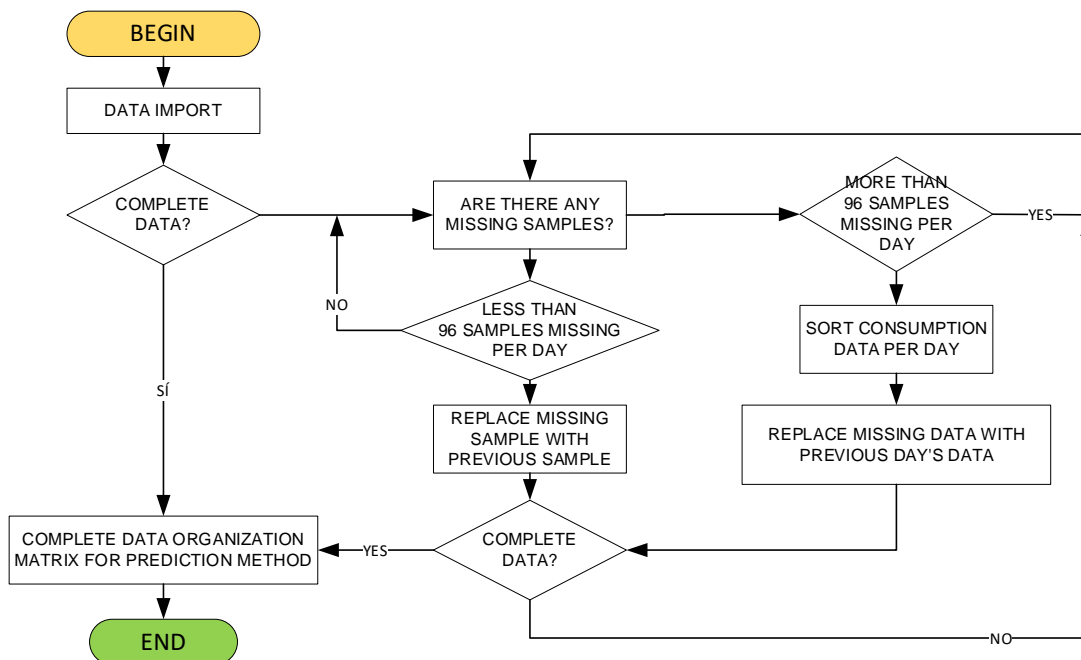 BEGIN
DATA IMPORT
COMPLETE
DATA?
ARE THERE ANY
MISSING SAMPLES?
MORE THAN
96 SAMPLES
MISSING PER
DAY
YES
NO
LESS THAN
96 SAMPLES MISSING
PER DAY
SORT CONSUMPTION
DATA PER DAY
SÍ
REPLACE MISSING
SAMPLE WITH
PREVIOUS SAMPLE
REPLACE MISSING DATA WITH
PREVIOUS DAY'S DATA
COMPLETE DATA ORGANIZATION
MATRIX FOR PREDICTION METHOD
YES
COMPLETE
DATA?
END
NO